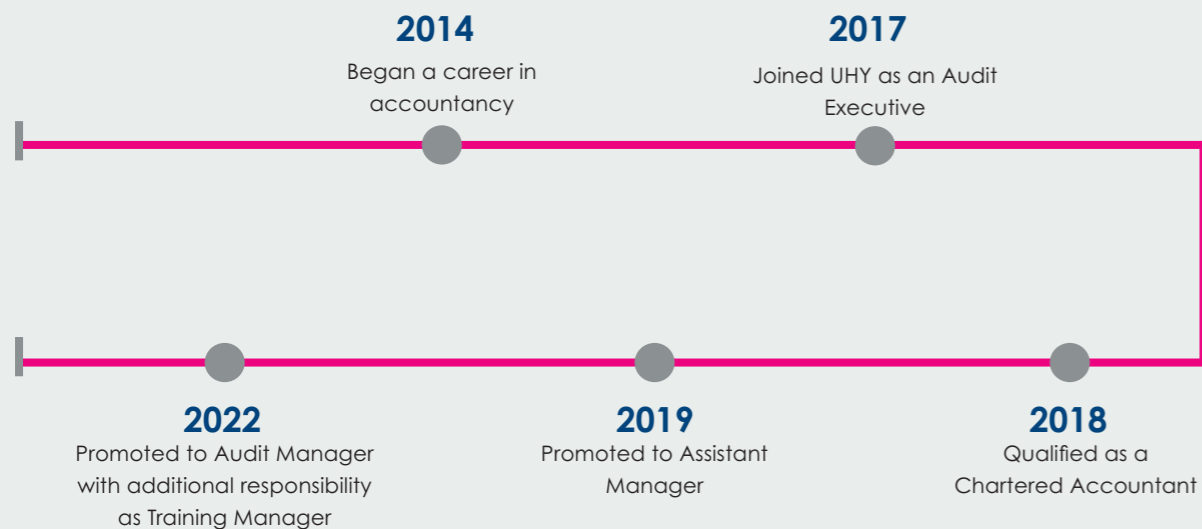 2014
Began a career in
accountancy
2017
Joined UHY as an Audit
Executive
2018
Qualified as a
Chartered Accountant
2019
Promoted to Assistant
Manager
2022
Promoted to Audit Manager
with additional responsibility
as Training Manager